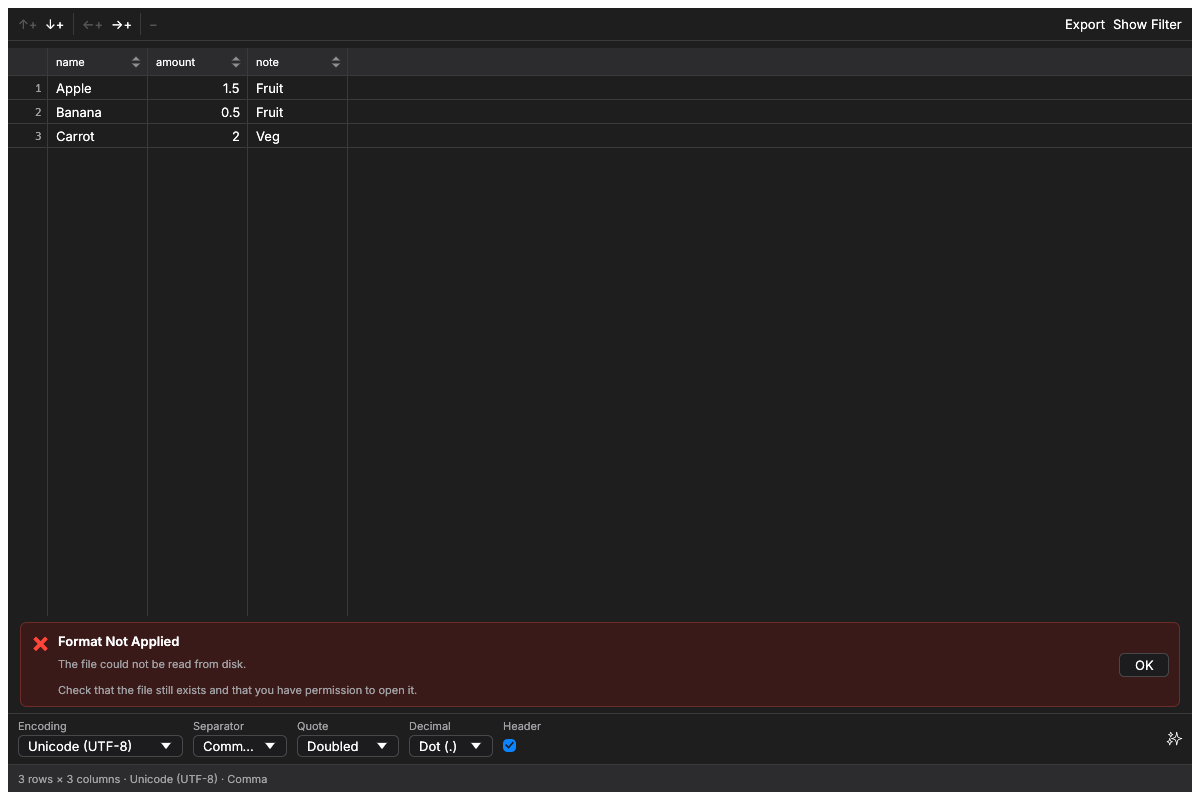 Export Show Filter
name amount note
1 Apple 1.5 Fruit
2 Banana 0.5 Fruit
3 Carrot 2 Veg
Format Not Applied
The file could not be read from disk.
OK
Check that the file still exists and that you have permission to open it.
Encoding Separator Quote Decimal Header
Unicode (UTF-8) Comm... Doubled Dot (.)
3 rows × 3 columns · Unicode (UTF-8) · Comma